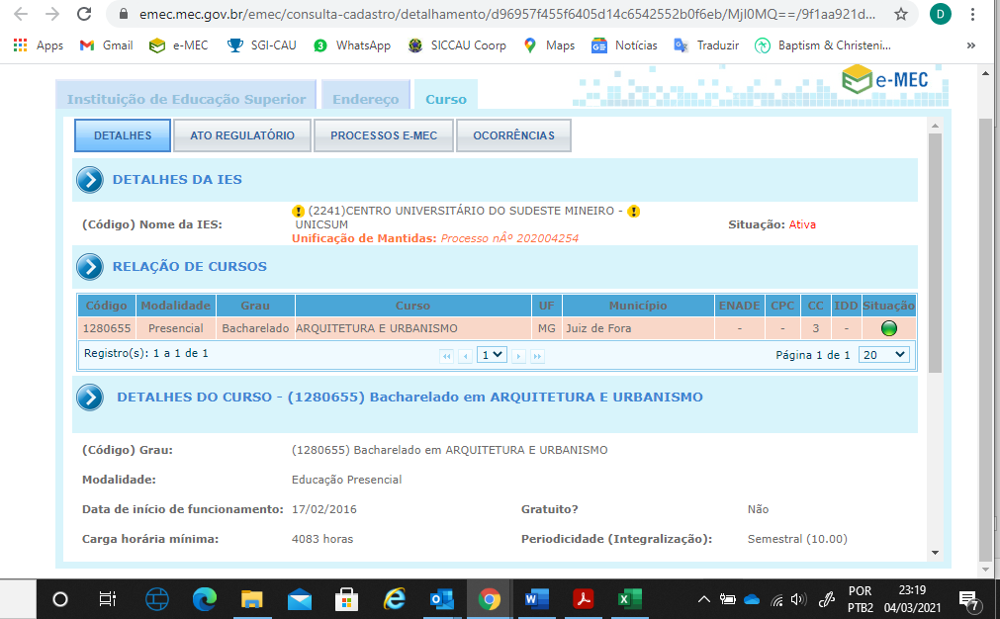 emec.mec.gov.br/emec/consulta-cadastro/detalhamento/d96957f455f6405d14c6542552b0f6eb/MjI0MQ==/9f1aa921d...
D
Apps Gmail e-MEC SGI-CAU WhatsApp SICCAU Coorp Maps Notícias Traduzir Baptism & Christeni... »
Instituição de Educação Superior Endereço Curso e-MEC
DETALHES ATO REGULATÓRIO PROCESSOS E-MEC OCORRÊNCIAS
DETALHES DA IES
(Código) Nome da IES: (2241)CENTRO UNIVERSITÁRIO DO SUDESTE MINEIRO -
UNICSUM
Situação: Ativa
Unificação de Mantidas: Processo nÂº 202004254
RELAÇÃO DE CURSOS
Código Modalidade Grau Curso UF Município ENADE CPC CC IDD Situação
1280655 Presencial Bacharelado ARQUITETURA E URBANISMO MG Juiz de Fora - - 3 -
Registro(s): 1 a 1 de 1 1 Página 1 de 1 20
DETALHES DO CURSO - (1280655) Bacharelado em ARQUITETURA E URBANISMO
(Código) Grau: (1280655) Bacharelado em ARQUITETURA E URBANISMO
Modalidade: Educação Presencial
Data de início de funcionamento: 17/02/2016 Gratuito? Não
Carga horária mínima: 4083 horas Periodicidade (Integralização): Semestral (10.00)
POR 23:19
PTB2 04/03/2021 7